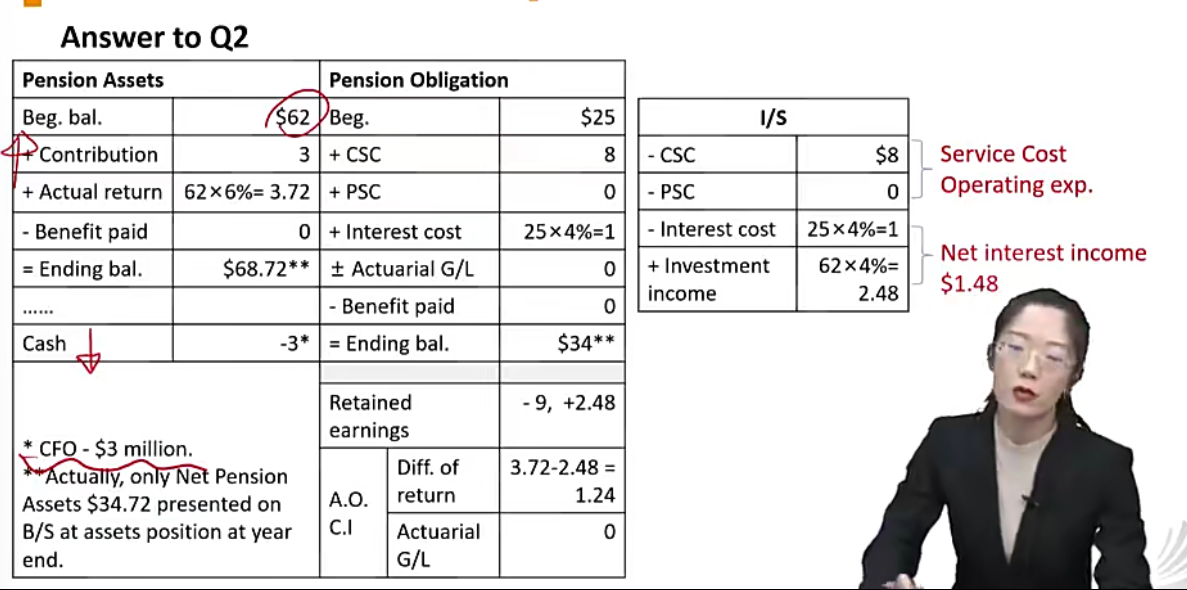 Answer to Q2
Pension Assets Pension Obligation
Beg. bal. $62 Beg. $25
+ Contribution 3 + CSC 8
+ Actual return 62×6%= 3.72 + PSC 0
- Benefit paid 0 + Interest cost 25×4%=1
= Ending bal. $68.72** ± Actuarial G/L 0
...... - Benefit paid 0
Cash -3* = Ending bal. $34**
Retained
earnings
- 9, +2.48
* CFO - $3 million.
**Actually, only Net Pension
Assets $34.72 presented on
B/S at assets position at year
end.
A.O.
C.I
Diff. of
return
3.72-2.48 =
1.24
Actuarial
G/L
0
I/S
- CSC $8
- PSC 0
- Interest cost 25×4%=1
+ Investment
income
62×4%=
2.48
Service Cost
Operating exp.
Net interest income
$1.48